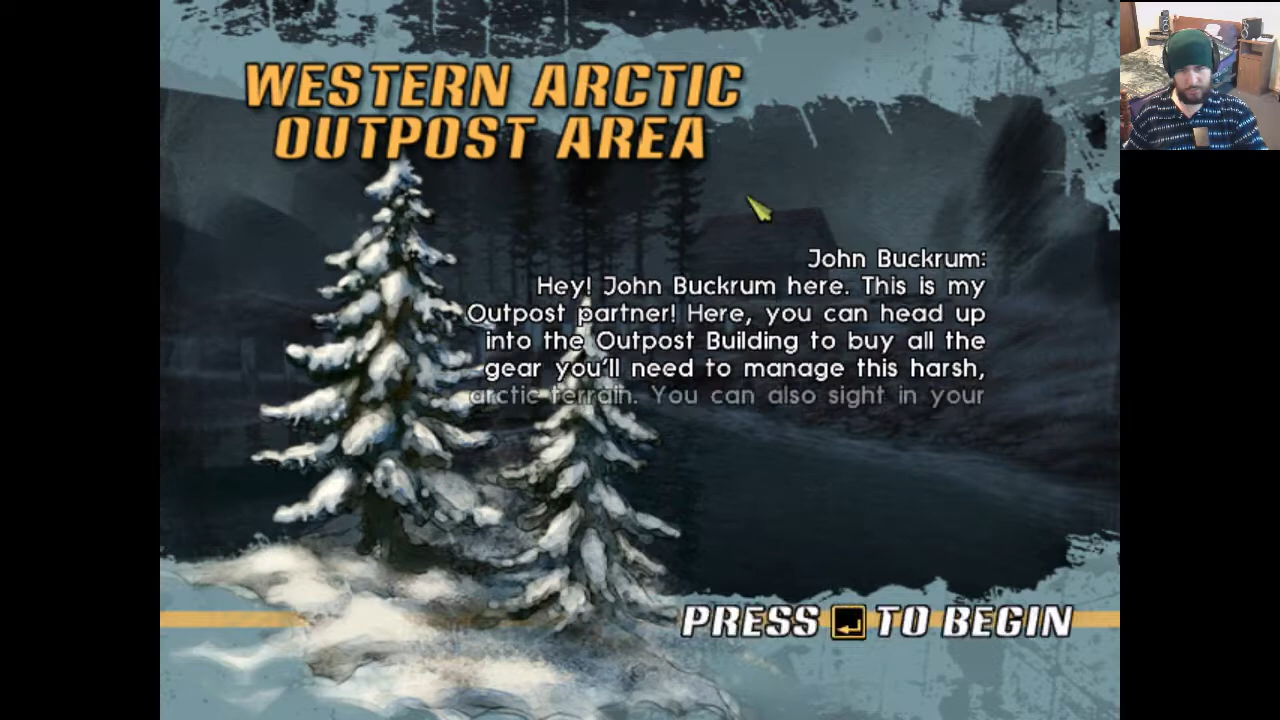 WESTERN ARCTIC
OUTPOST AREA
John Buckrum:
Hey! John Buckrum here. This is my
Outpost partner! Here, you can head up
into the Outpost Building to buy all the
gear you'll need to manage this harsh,
arctic terrain. You can also sight in your
PRESS TO BEGIN